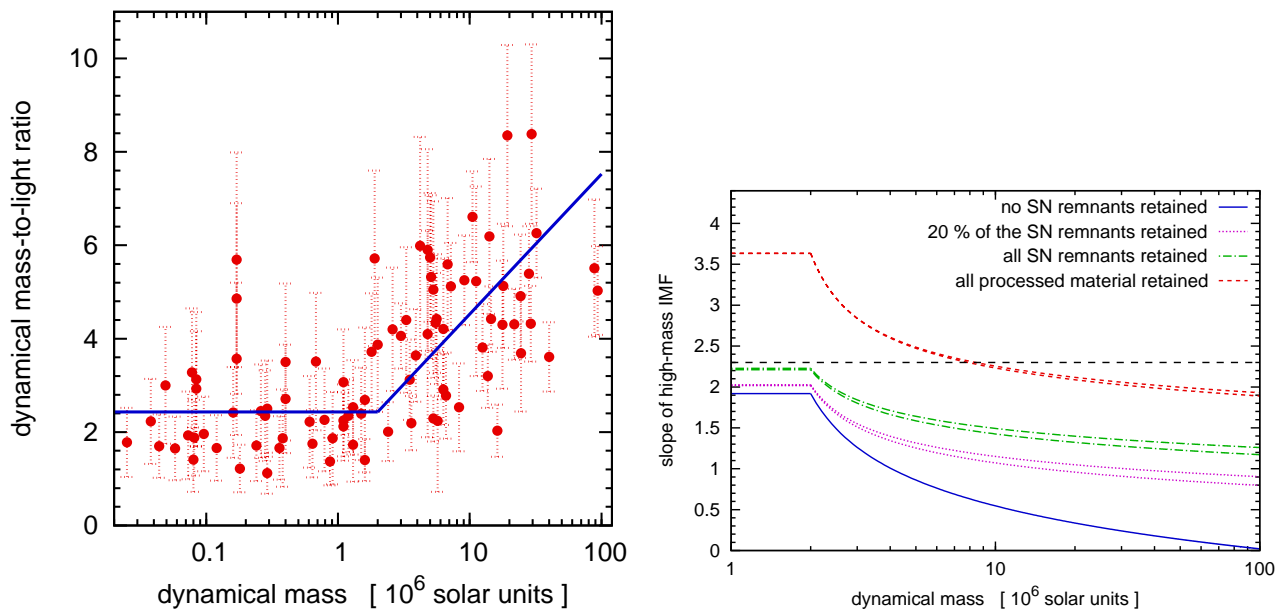 dynamical mass-to-light ratio
10
8
6
4
2
0
0.1 1 10 100
dynamical mass [ 10^6 solar units ]
slope of high-mass IMF
4
3.5
3
2.5
2
1.5
1
0.5
0
no SN remnants retained
20 % of the SN remnants retained
all SN remnants retained
all processed material retained
1 10 100
dynamical mass [ 10^6 solar units ]